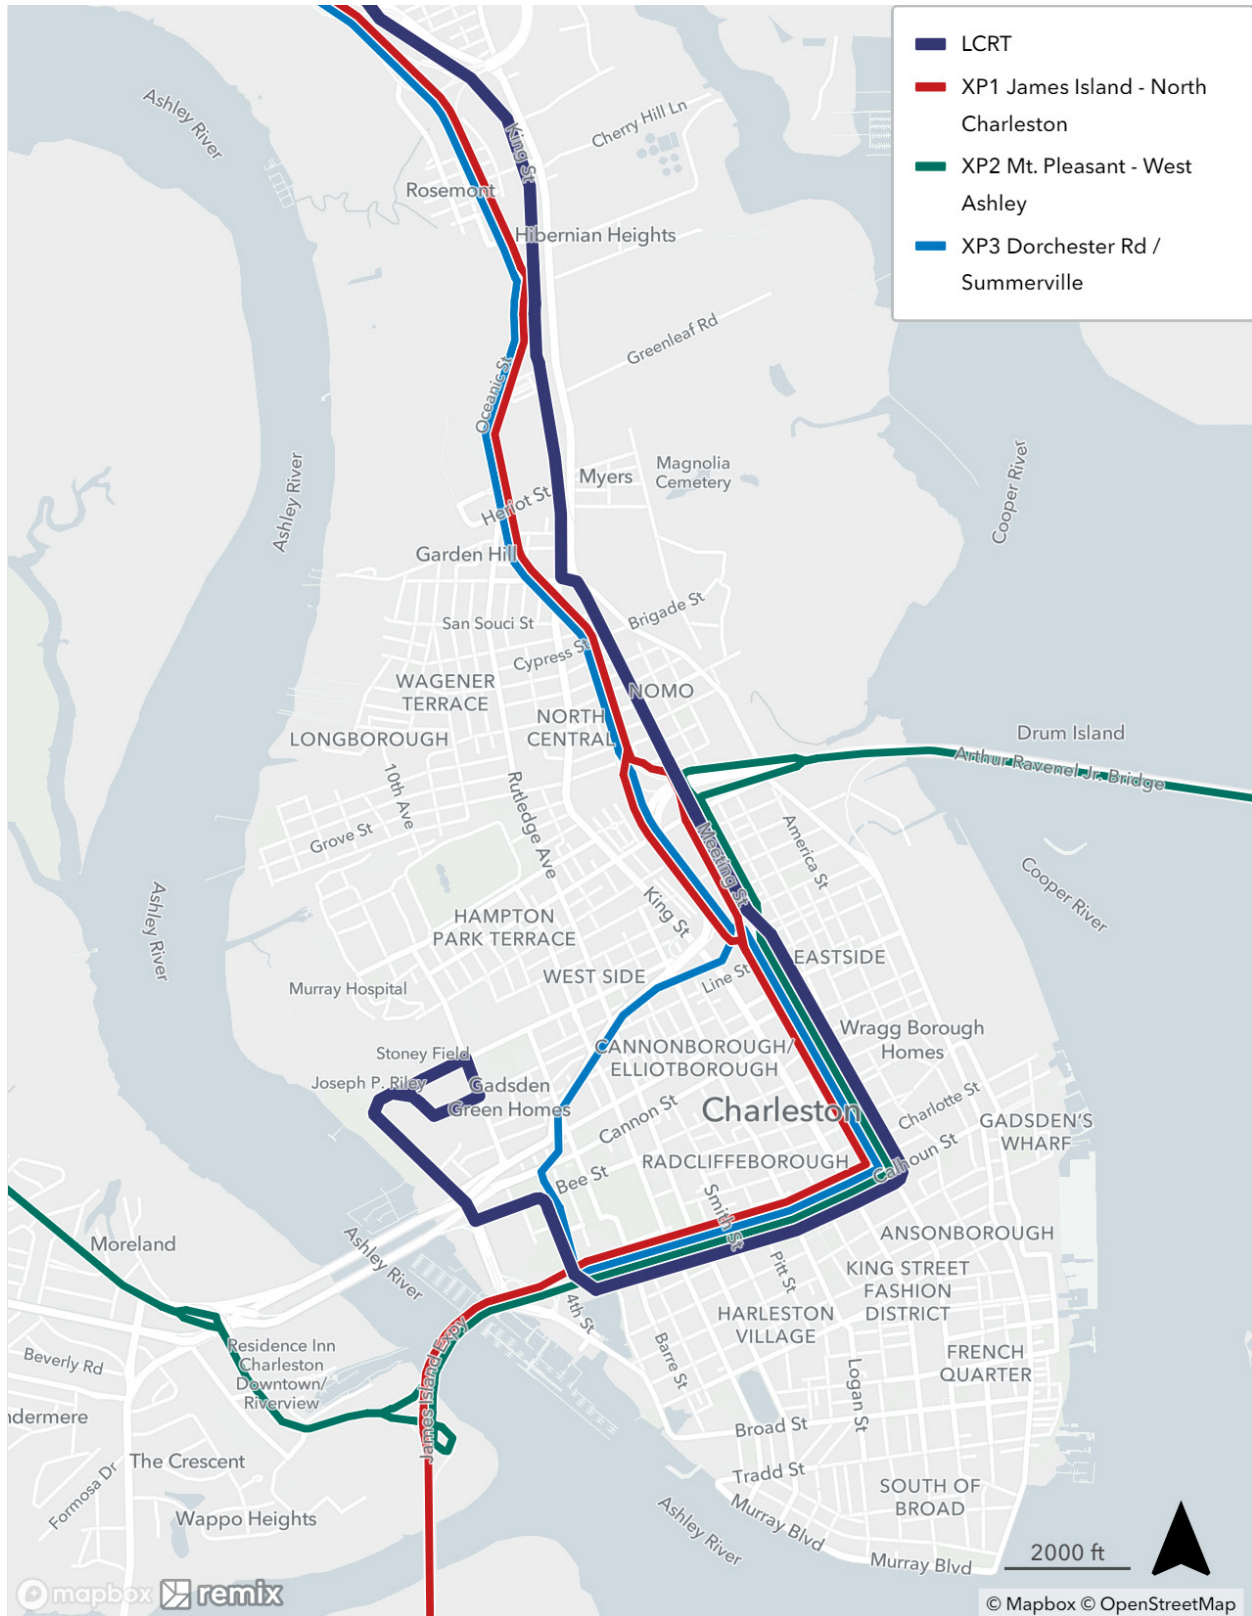 LCRT
XP1 James Island - North
Charleston
XP2 Mt. Pleasant - West
Ashley
XP3 Dorchester Rd /
Summerville
Ashley River
King St
Cherry Hill Ln
Rosemont
Hibernian Heights
Greenleaf Rd
Oceanic St
Ashley River
Myers
Magnolia
Cemetery
Cooper River
Heriot St
Garden Hill
San Souci St
Brigade St
Cypress St
WAGENER
TERRACE
NOMO
NORTH
CENTRAL
LONGBOROUGH
Drum Island
Arthur Ravenel Jr. Bridge
10th Ave
Rutledge Ave
Grove St
Meeting St
America St
Cooper River
Ashley River
King St
HAMPTON
PARK TERRACE
EASTSIDE
WEST SIDE
Line St
Murray Hospital
Wragg Borough
Homes
Stoney Field
CANNONBOROUGH/
ELLIOTBOROUGH
Joseph P. Riley
Gadsden
Green Homes
Cannon St
Charleston
Charlotte St
GADSDEN'S
WHARF
RADCLIFFEBOROUGH
Calhoun St
Bee St
Smith St
Moreland
Ashley River
ANSONBOROUGH
Pitt St
KING STREET
FASHION
DISTRICT
4th St
HARLESTON
VILLAGE
Residence Inn
Charleston
Downtown/
Riverview
James Island Expy
Beverly Rd
Barre St
Logan St
FRENCH
QUARTER
ndermere
Broad St
The Crescent
Tradd St
Formosa Dr
SOUTH OF
BROAD
Wappo Heights
Ashley River
Murray Blvd
Murray Blvd
2000 ft
mapbox remix
© Mapbox © OpenStreetMap